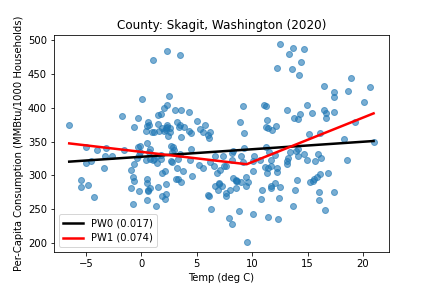 County: Skagit, Washington (2020)
Per-Capita Consumption (MMBtu/1000 Households)
500
450
400
350
300
250
200
PW0 (0.017)
PW1 (0.074)
−5 0 5 10 15 20
Temp (deg C)